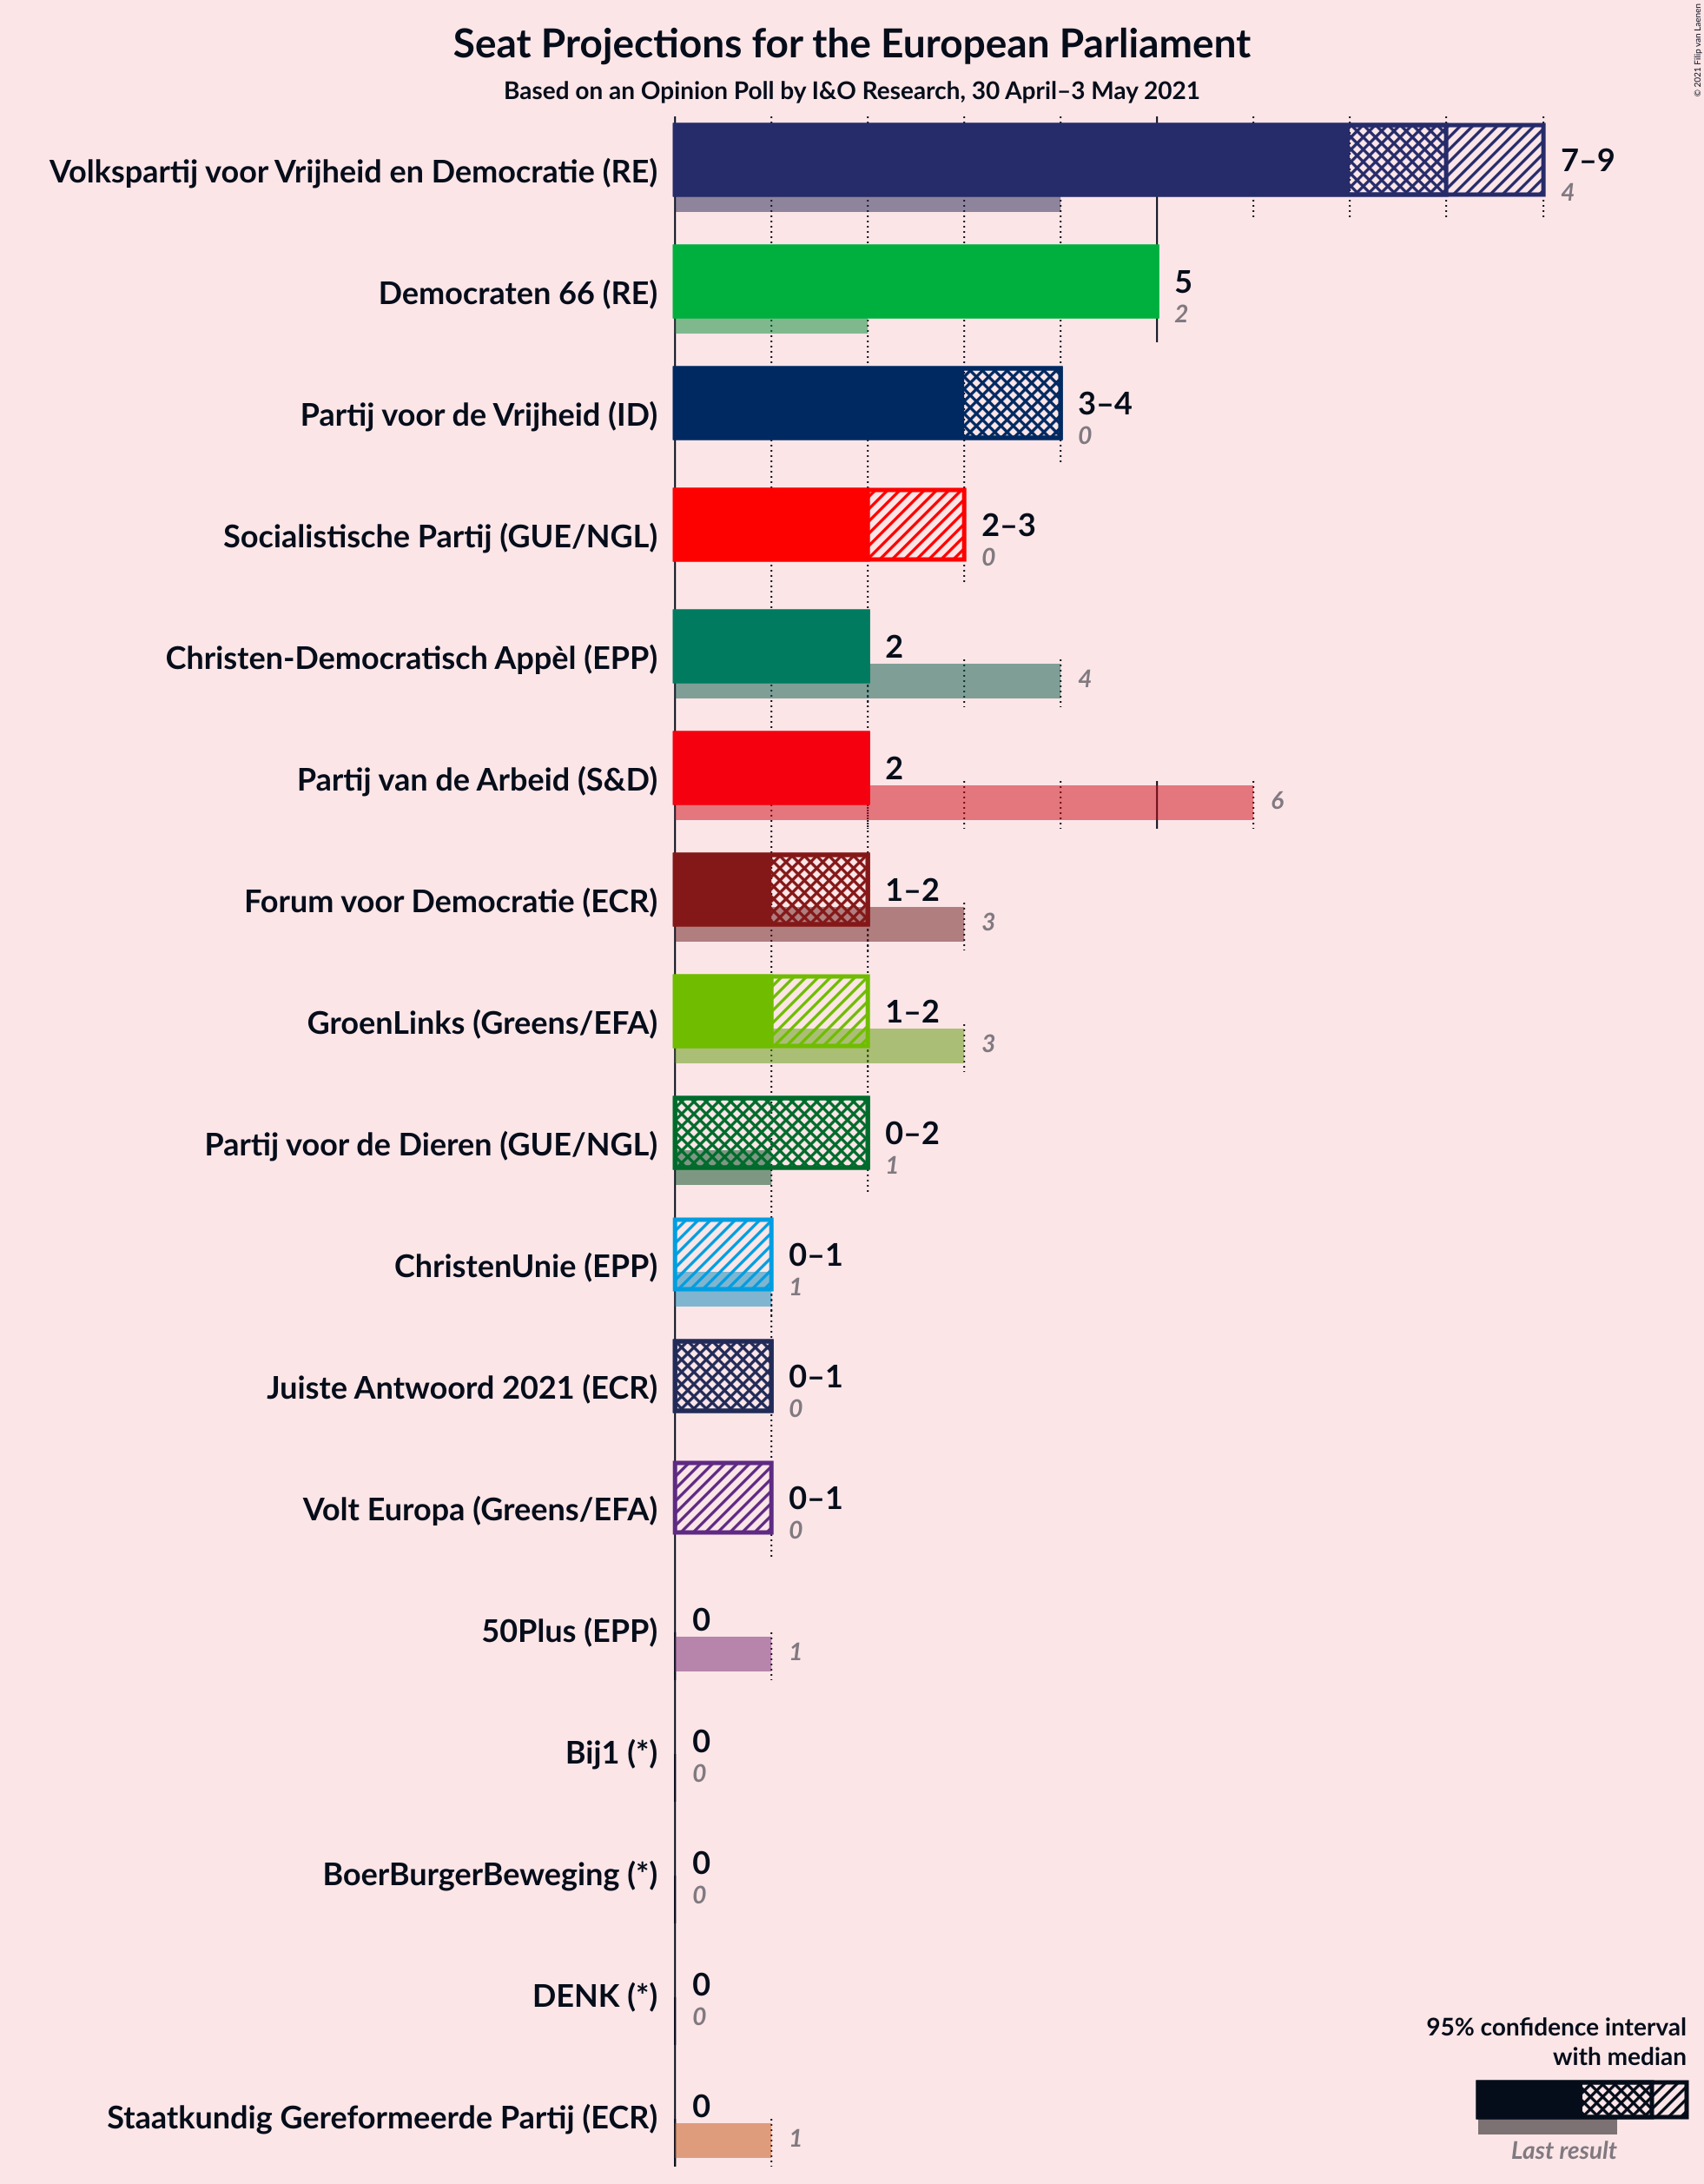 Seat Projections for the European Parliament
Based on an Opinion Poll by I&O Research, 30 April–3 May 2021
© 2021 Filip van Laenen
Volkspartij voor Vrijheid en Democratie (RE)
7–9
4
Democraten 66 (RE)
5
2
Partij voor de Vrijheid (ID)
3–4
0
Socialistische Partij (GUE/NGL)
2–3
0
Christen-Democratisch Appèl (EPP)
2
4
Partij van de Arbeid (S&D)
2
6
Forum voor Democratie (ECR)
1–2
3
GroenLinks (Greens/EFA)
1–2
3
Partij voor de Dieren (GUE/NGL)
0–2
1
ChristenUnie (EPP)
0–1
1
Juiste Antwoord 2021 (ECR)
0–1
0
Volt Europa (Greens/EFA)
0–1
0
50Plus (EPP)
0
1
Bij1 (*)
0
0
BoerBurgerBeweging (*)
0
0
DENK (*)
0
0
Staatkundig Gereformeerde Partij (ECR)
0
1
95% confidence interval
with median
Last result